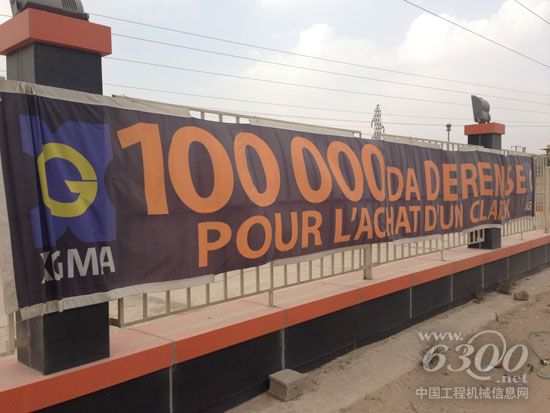 XGMA
100 000 DA DE RENSE!
POUR L'ACHAT D'UN CLARK
www.6300.net
中国工程机械信息网